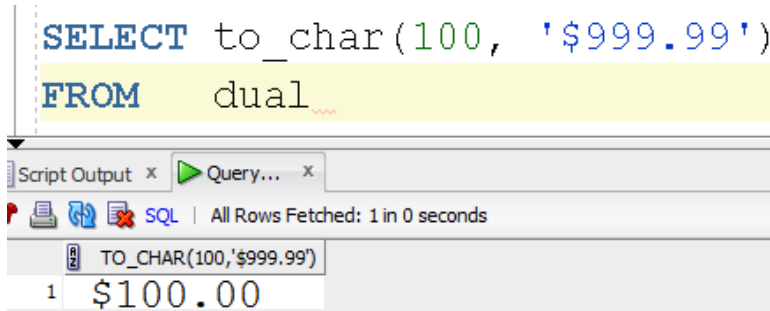 SELECT to_char(100, '$999.99')
FROM dual
Script Output x Query... x
SQL | All Rows Fetched: 1 in 0 seconds
TO_CHAR(100,'$999.99')
1 $100.00